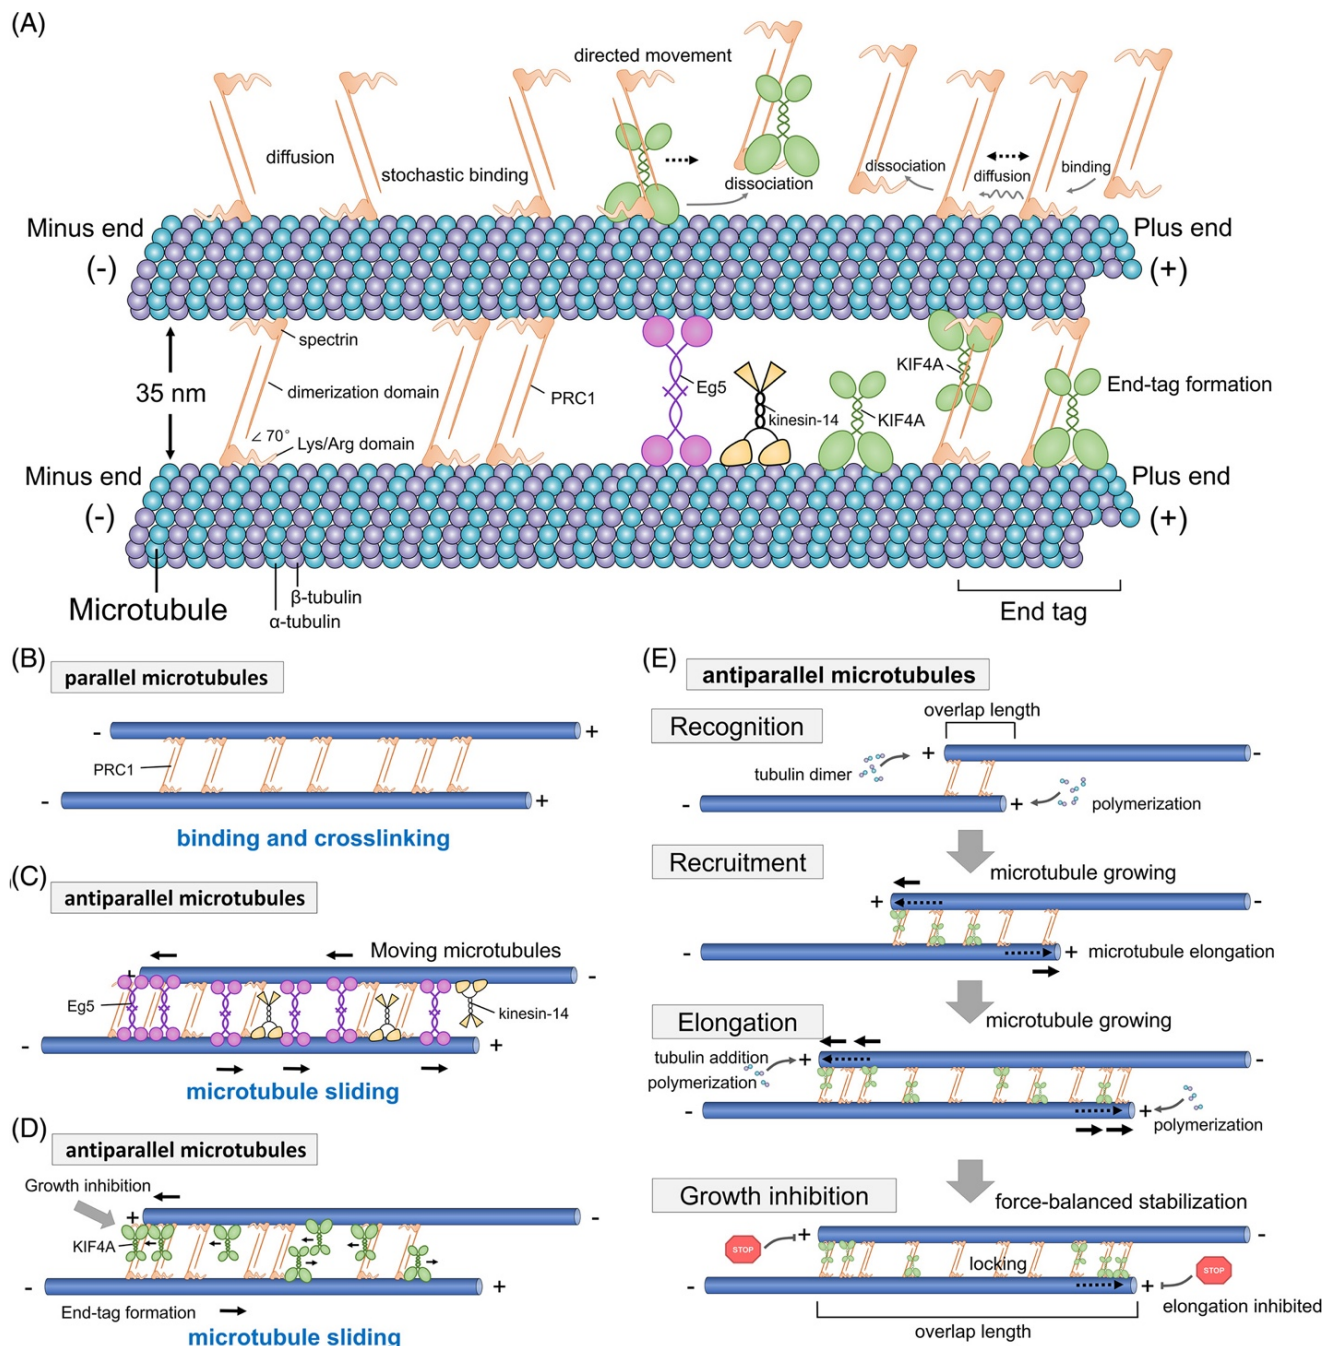 (A)
directed movement
diffusion
stochastic binding
dissociation
dissociation
diffusion
binding
Minus end
(-)
Plus end
(+)
spectrin
dimerization domain
35 nm
PRC1
Eg5
kinesin-14
KIF4A
KIF4A
End-tag formation
∠ 70°
Lys/Arg domain
Minus end
(-)
Plus end
(+)
Microtubule
β-tubulin
α-tubulin
End tag
(B)
parallel microtubules
-
+
PRC1
-
+
binding and crosslinking
(C)
antiparallel microtubules
Moving microtubules
+
-
Eg5
kinesin-14
-
+
microtubule sliding
(D)
antiparallel microtubules
Growth inhibition
+
-
KIF4A
-
+
End-tag formation
microtubule sliding
(E)
antiparallel microtubules
Recognition
overlap length
+
-
tubulin dimer
-
+
polymerization
Recruitment
microtubule growing
+
-
-
+
microtubule elongation
Elongation
microtubule growing
tubulin addition
+
-
polymerization
-
+
polymerization
Growth inhibition
force-balanced stabilization
STOP
+
-
locking
STOP
-
+
elongation inhibited
overlap length